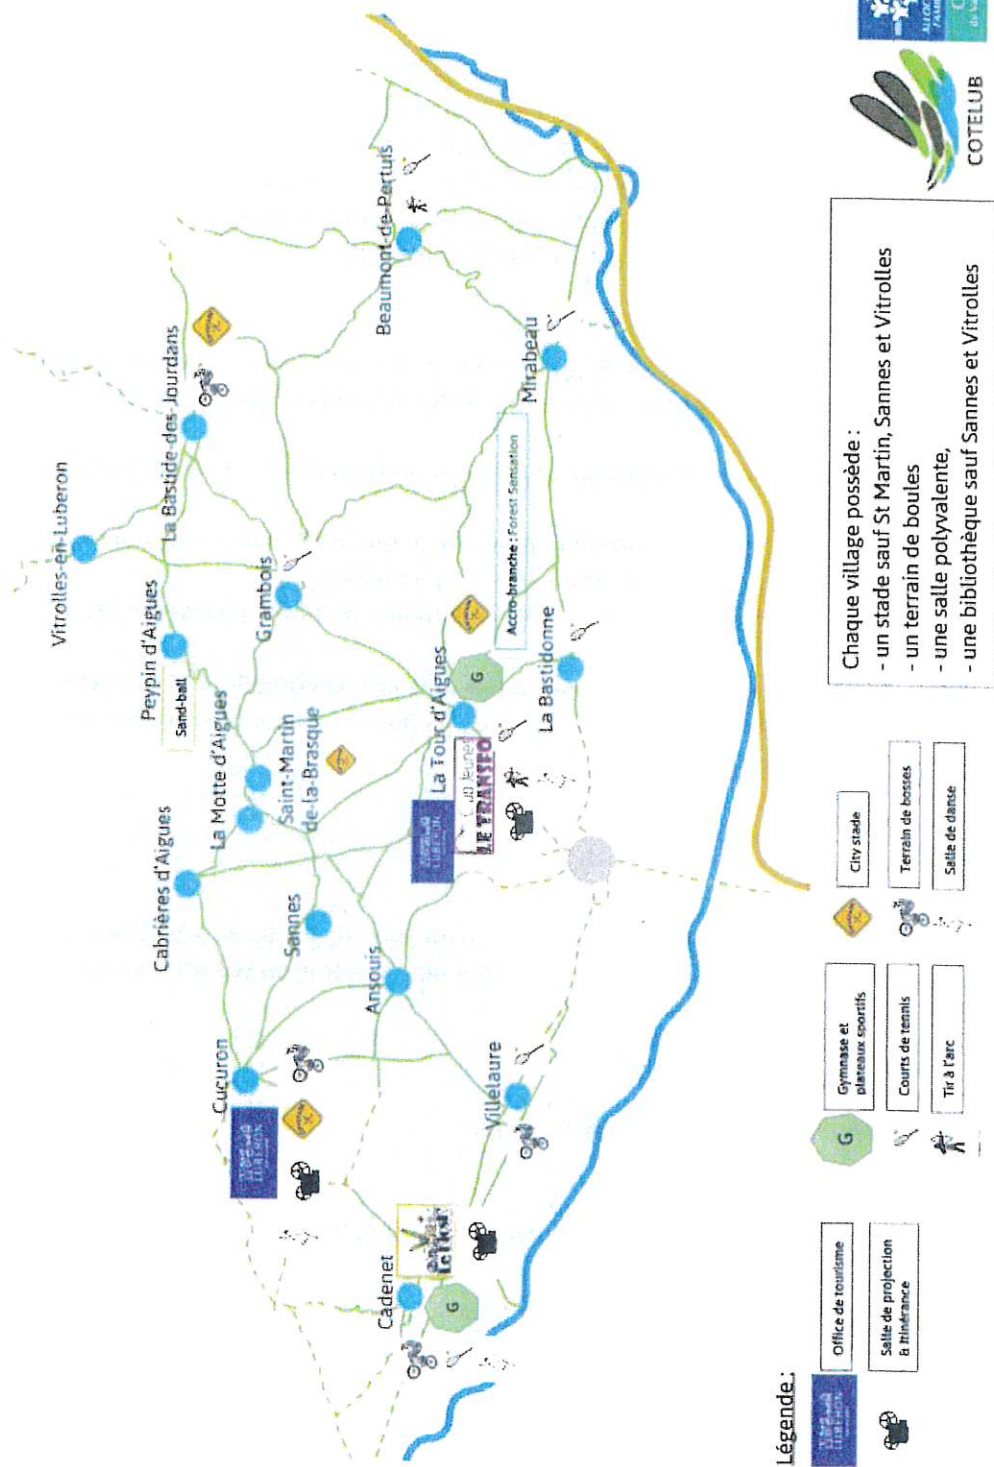 Vitrolles-en-Luberon
La Bastide-des-Jourdans
Peypin d'Aigues
Sand-ball
Grambois
Beaumont-de-Pertuis
Cabrières d'Aigues
La Motte d'Aigues
Saint-Martin
de-la-Brasque
Cucuron
LUBERON
Sannes
Ansouis
La Tour d'Aigues
G
LUBERON
LE TRANSFO
Accro-branche : Forest Sensation
Mirabeau
La Bastidonne
Villelaure
Cadenet
G
Légende :
LUBERON
Office de tourisme
Salle de projection
& itinérance
G
Gymnase et
plateaux sportifs
Courts de tennis
Tir à l'arc
City stade
Terrain de bosses
Salle de danse
Chaque village possède :
- un stade sauf St Martin, Sannes et Vitrolles
- un terrain de boules
- une salle polyvalente,
- une bibliothèque sauf Sannes et Vitrolles
COTELUB